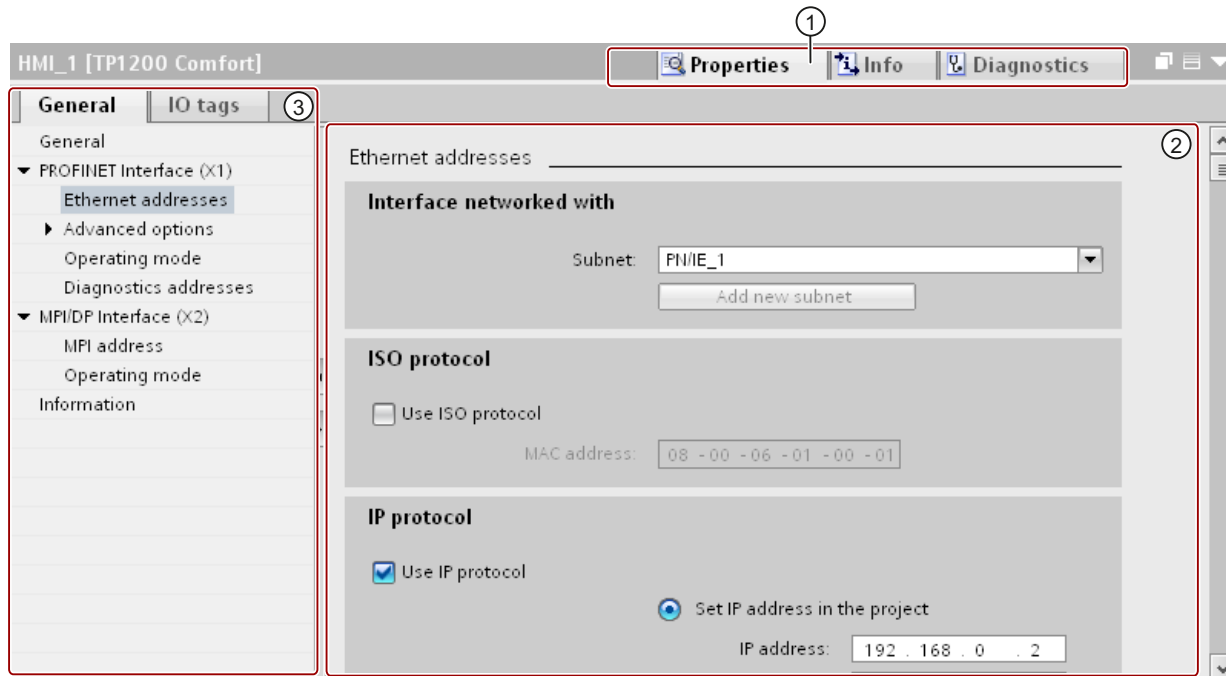 1
HMI_1 [TP1200 Comfort]
Properties
Info
Diagnostics
General
IO tags
3
General
PROFINET Interface (X1)
Ethernet addresses
Advanced options
Operating mode
Diagnostics addresses
MPI/DP Interface (X2)
MPI address
Operating mode
Information
2
Ethernet addresses
Interface networked with
Subnet: PN/IE_1
Add new subnet
ISO protocol
Use ISO protocol
MAC address: 08 -00 -06 -01 -00 -01
IP protocol
Use IP protocol
Set IP address in the project
IP address: 192 . 168 . 0 . 2